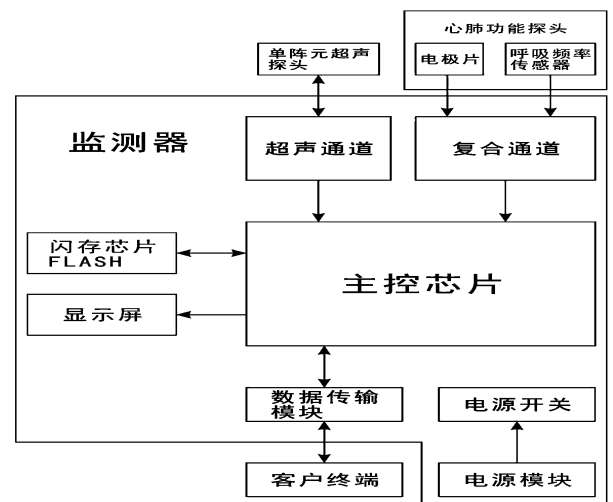 心肺功能探头
单阵元超声
探头
电极片
呼吸频率
传感器
监测器
超声通道
复合通道
闪存芯片
FLASH
主控芯片
显示屏
数据传输
模块
电源开关
客户终端
电源模块